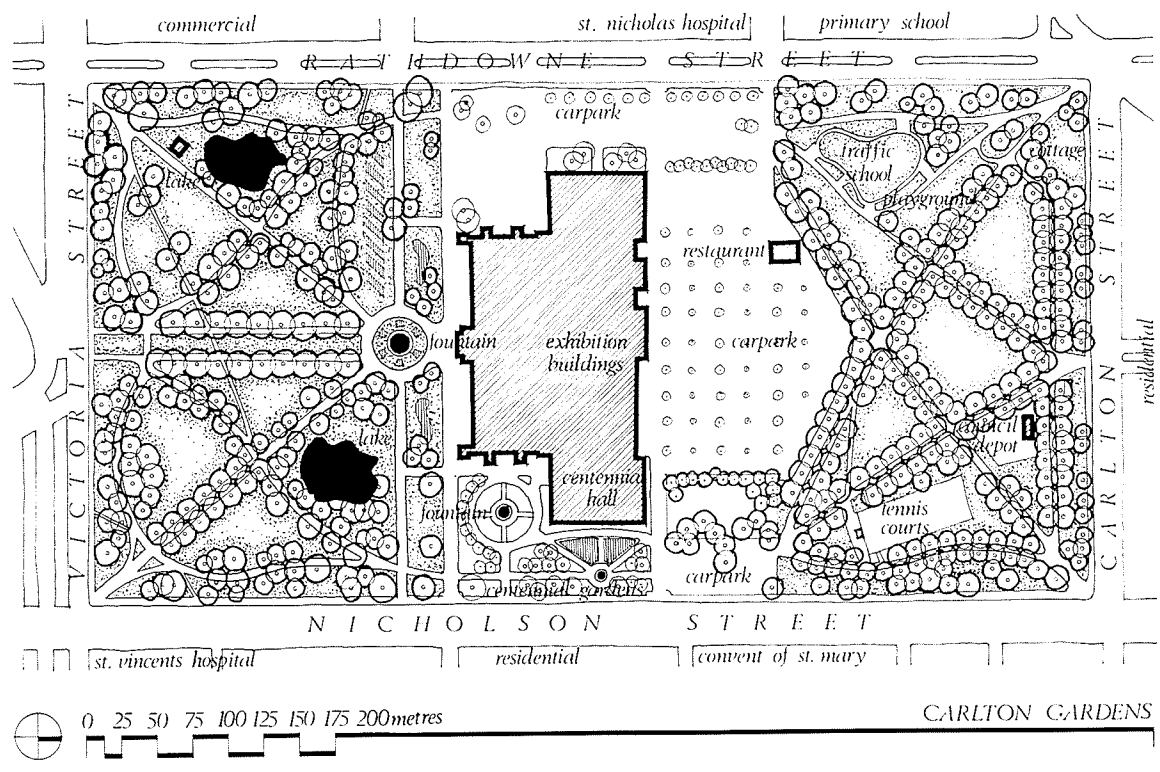 commercial
st. nicholas hospital
primary school
RATHDOWNE STREET
carpark
traffic
school
cottage
playground
lake
VICTORIA STREET
restaurant
fountain
exhibition
buildings
carpark
CARLTON STREET
residential
lake
council
depot
centennial
hall
fountain
tennis
courts
carpark
centennial gardens
NICHOLSON STREET
st. vincents hospital
residential
convent of st. mary
0 25 50 75 100 125 150 175 200 metres
CARLTON GARDENS